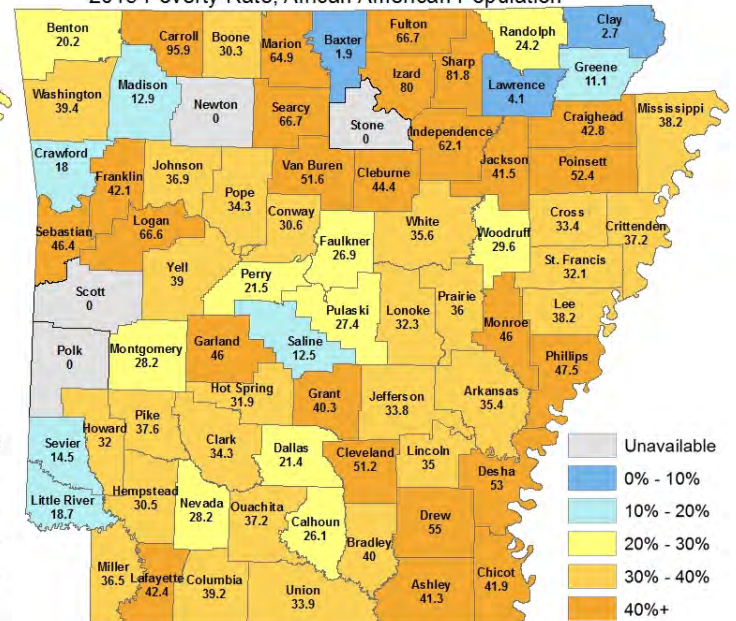 2013 Poverty Rate, African American Population
Benton
20.2
Carroll
95.9
Boone
30.3
Marion
64.9
Baxter
1.9
Fulton
66.7
Randolph
24.2
Clay
2.7
Washington
39.4
Madison
12.9
Newton
0
Searcy
66.7
Stone
0
Izard
80
Sharp
81.8
Lawrence
4.1
Greene
11.1
Independence
62.1
Craighead
42.8
Mississippi
38.2
Crawford
18
Franklin
42.1
Johnson
36.9
Pope
34.3
Van Buren
51.6
Cleburne
44.4
Jackson
41.5
Poinsett
52.4
Sebastian
46.4
Logan
66.6
Conway
30.6
Faulkner
26.9
White
35.6
Woodruff
29.6
Cross
33.4
Crittenden
37.2
Scott
0
Yell
39
Perry
21.5
Pulaski
27.4
Lonoke
32.3
Prairie
36
St. Francis
32.1
Lee
38.2
Monroe
46
Phillips
47.5
Polk
0
Montgomery
28.2
Garland
46
Saline
12.5
Hot Spring
31.9
Grant
40.3
Jefferson
33.8
Arkansas
35.4
Sevier
14.5
Howard
32
Pike
37.6
Clark
34.3
Dallas
21.4
Cleveland
51.2
Lincoln
35
Desha
53
Little River
18.7
Hempstead
30.5
Nevada
28.2
Ouachita
37.2
Calhoun
26.1
Bradley
40
Drew
55
Miller
36.5
Lafayette
42.4
Columbia
39.2
Union
33.9
Ashley
41.3
Chicot
41.9
Unavailable
0% - 10%
10% - 20%
20% - 30%
30% - 40%
40%+